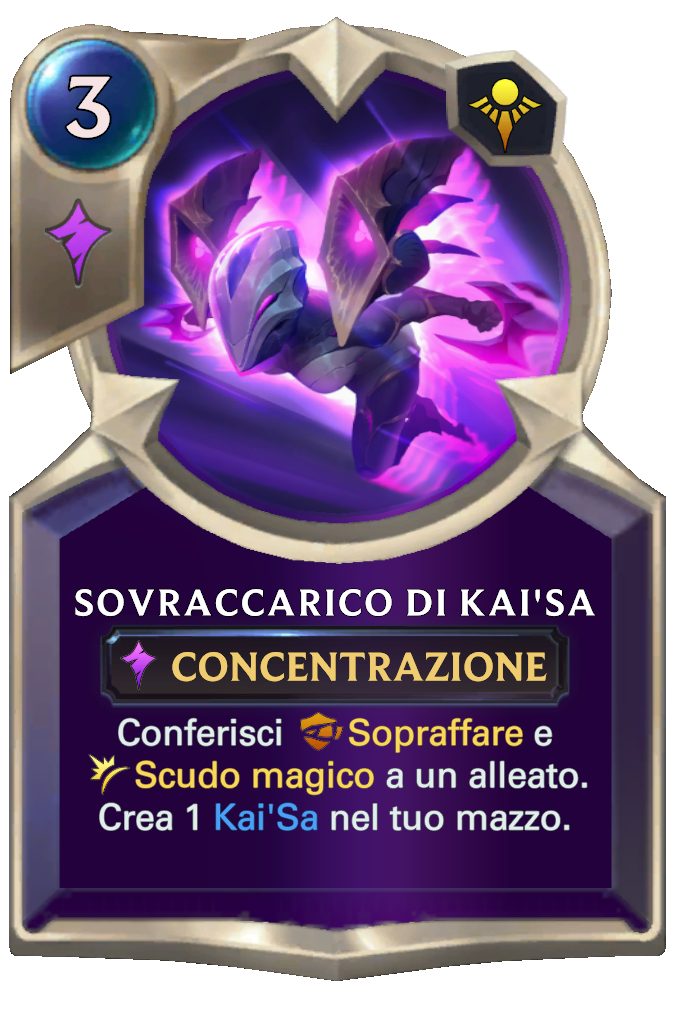 3
SOVRACCARICO DI KAI'SA
CONCENTRAZIONE
Conferisci Sopraffare e
Scudo magico a un alleato.
Crea 1 Kai'Sa nel tuo mazzo.